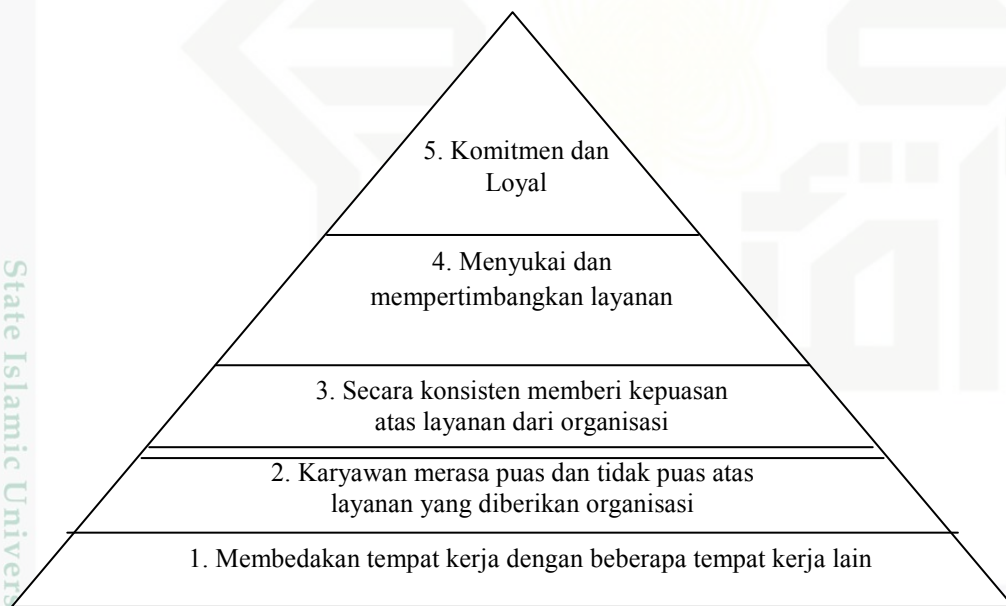 5. Komitmen dan
Loyal
4. Menyukai dan
mempertimbangkan layanan
3. Secara konsisten memberi kepuasan
atas layanan dari organisasi
2. Karyawan merasa puas dan tidak puas atas
layanan yang diberikan organisasi
1. Membedakan tempat kerja dengan beberapa tempat kerja lain
State Islamic Univers